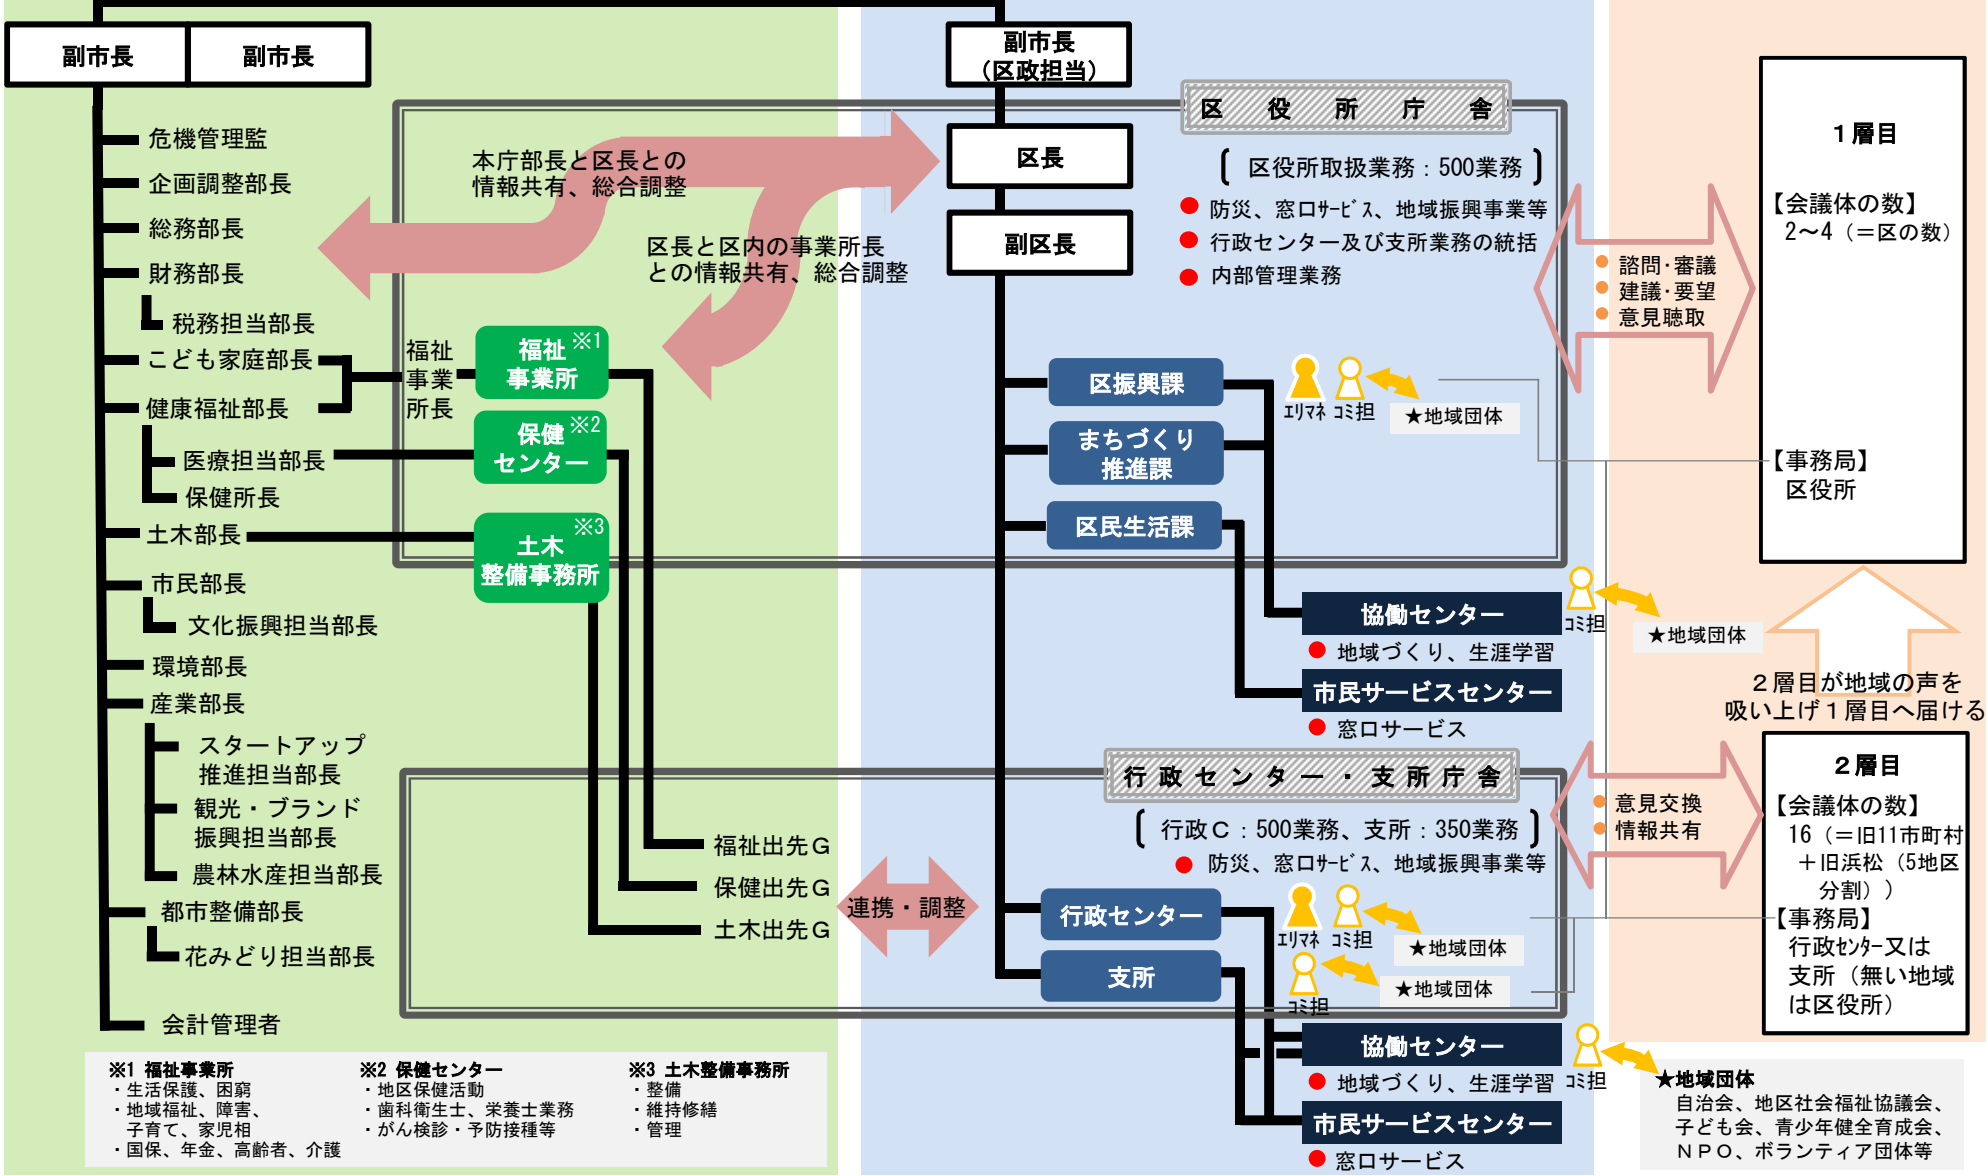 副市長
副市長
危機管理監
企画調整部長
総務部長
財務部長
税務担当部長
こども家庭部長
健康福祉部長
医療担当部長
保健所長
土木部長
市民部長
文化振興担当部長
環境部長
産業部長
スタートアップ
推進担当部長
観光・ブランド
振興担当部長
農林水産担当部長
都市整備部長
花みどり担当部長
会計管理者
本庁部長と区長との
情報共有、総合調整
区長と区内の事業所長
との情報共有、総合調整
福祉
事業
所長
福祉※1
事業所
保健※2
センター
土木※3
整備事務所
福祉出先G
保健出先G
土木出先G
連携・調整
副市長
（区政担当）
区長
副区長
区役所庁舎
〔 区役所取扱業務：500業務 〕
● 防災、窓口ｻｰﾋﾞｽ、地域振興事業等
● 行政センター及び支所業務の統括
● 内部管理業務
区振興課
まちづくり
推進課
区民生活課
ｴﾘﾏﾈ コミ担
★地域団体
協働センター
コミ担
★地域団体
● 地域づくり、生涯学習
市民サービスセンター
● 窓口サービス
行政センター・支所庁舎
〔 行政C：500業務、支所：350業務 〕
● 防災、窓口ｻｰﾋﾞｽ、地域振興事業等
行政センター
ｴﾘﾏﾈ コミ担
★地域団体
支所
コミ担
★地域団体
協働センター
● 地域づくり、生涯学習
コミ担
市民サービスセンター
● 窓口サービス
● 諮問・審議
● 建議・要望
● 意見聴取
１層目
【会議体の数】
2～4（＝区の数）
【事務局】
区役所
２層目が地域の声を
吸い上げ１層目へ届ける
● 意見交換
● 情報共有
２層目
【会議体の数】
16（＝旧11市町村
＋旧浜松（5地区
分割））
【事務局】
行政ｾﾝﾀｰ又は
支所（無い地域
は区役所）
※1 福祉事業所
・生活保護、困窮
・地域福祉、障害、
子育て、家児相
・国保、年金、高齢者、介護
※2 保健センター
・地区保健活動
・歯科衛生士、栄養士業務
・がん検診・予防接種等
※3 土木整備事務所
・整備
・維持修繕
・管理
★地域団体
自治会、地区社会福祉協議会、
子ども会、青少年健全育成会、
ＮＰＯ、ボランティア団体等